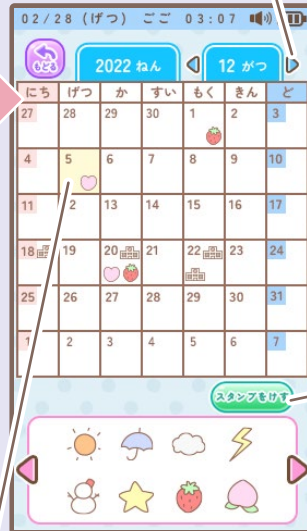 02/28 (げつ) ごご 03:07
もどる
2022 ねん 12 がつ
にち げつ か すい もく きん ど
27 28 29 30 1 2 3
4 5 6 7 8 9 10
11 2 13 14 15 16 17
18 19 20 21 22 23 24
25 26 27 28 29 30 31
1 2 3 4 5 6 7
スタンプをけす